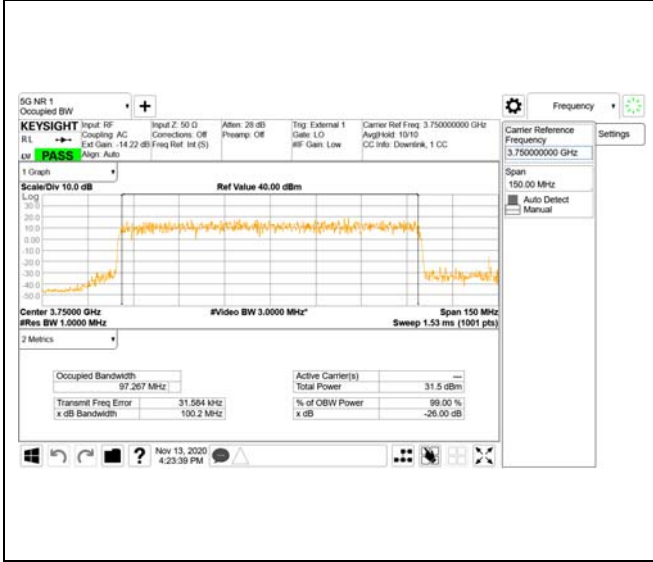 5G NR 1
Occupied BW
+
Frequency
KEYSIGHT
R L
LW PASS
Input: RF
Coupling: AC
Ext Gain: -14.22 dB
Align: Auto
Input Z: 50 Ω
Corrections: Off
Freq Ref: Int (S)
Atten: 28 dB
Preamp: Off
Trig: External 1
Gate: LO
#IF Gain: Low
Carrier Ref Freq: 3.750000000 GHz
Avg|Hold: 10/10
CC Info: Downlink, 1 CC
Carrier Reference
Frequency
3.750000000 GHz
Settings
Span
150.00 MHz
Auto Detect
Manual
1 Graph
Scale/Div 10.0 dB
Ref Value 40.00 dBm
Log
30.0
20.0
10.0
0.00
-10.0
-20.0
-30.0
-40.0
-50.0
Center 3.75000 GHz
#Video BW 3.0000 MHz*
Span 150 MHz
#Res BW 1.0000 MHz
Sweep 1.53 ms (1001 pts)
2 Metrics
Occupied Bandwidth
97.267 MHz
Transmit Freq Error 31.584 kHz
x dB Bandwidth 100.2 MHz
Active Carrier(s) ---
Total Power 31.5 dBm
% of OBW Power 99.00 %
x dB -26.00 dB
?
Nov 13, 2020
4:23:39 PM